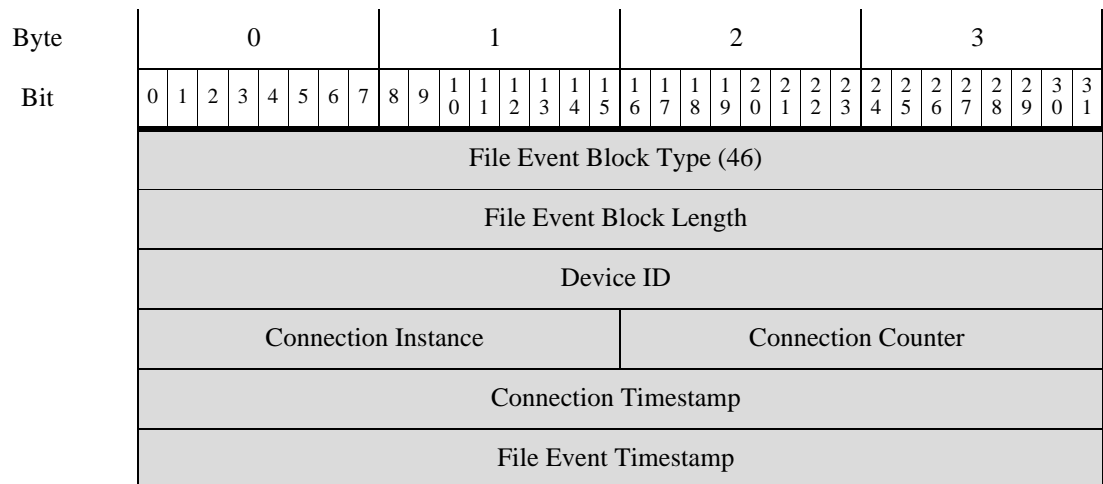 Byte 0 1 2 3
Bit 0 1 2 3 4 5 6 7 8 9 10 11 12 13 14 15 16 17 18 19 20 21 22 23 24 25 26 27 28 29 30 31
File Event Block Type (46)
File Event Block Length
Device ID
Connection Instance Connection Counter
Connection Timestamp
File Event Timestamp